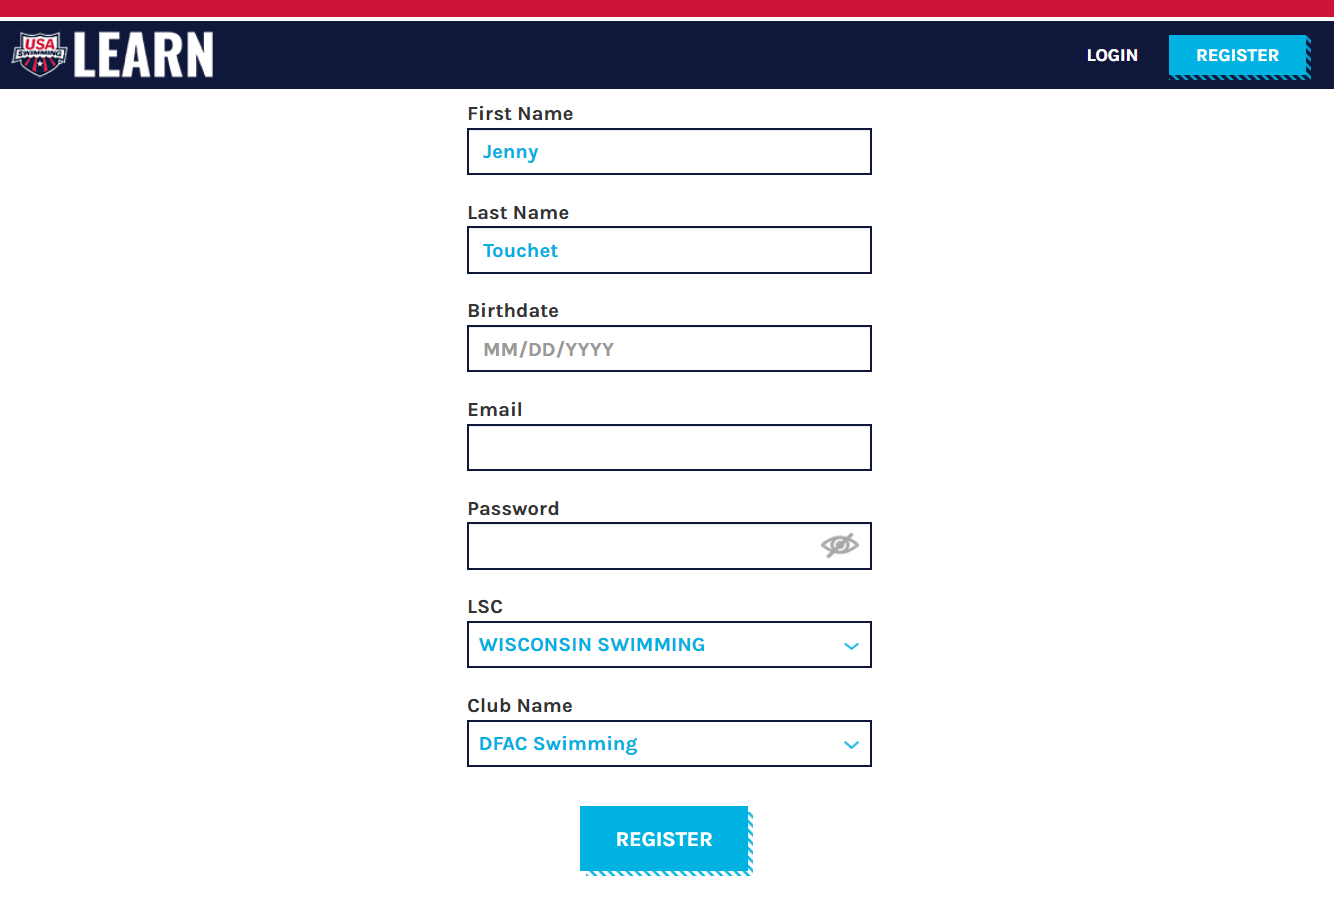 USA
SWIMMING
LEARN
LOGIN
REGISTER
First Name
Jenny
Last Name
Touchet
Birthdate
MM/DD/YYYY
Email
Password
LSC
WISCONSIN SWIMMING
Club Name
DFAC Swimming
REGISTER